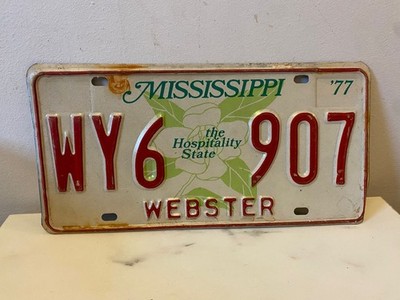 MISSISSIPPI '77
WY6 907
the
Hospitality
State
WEBSTER